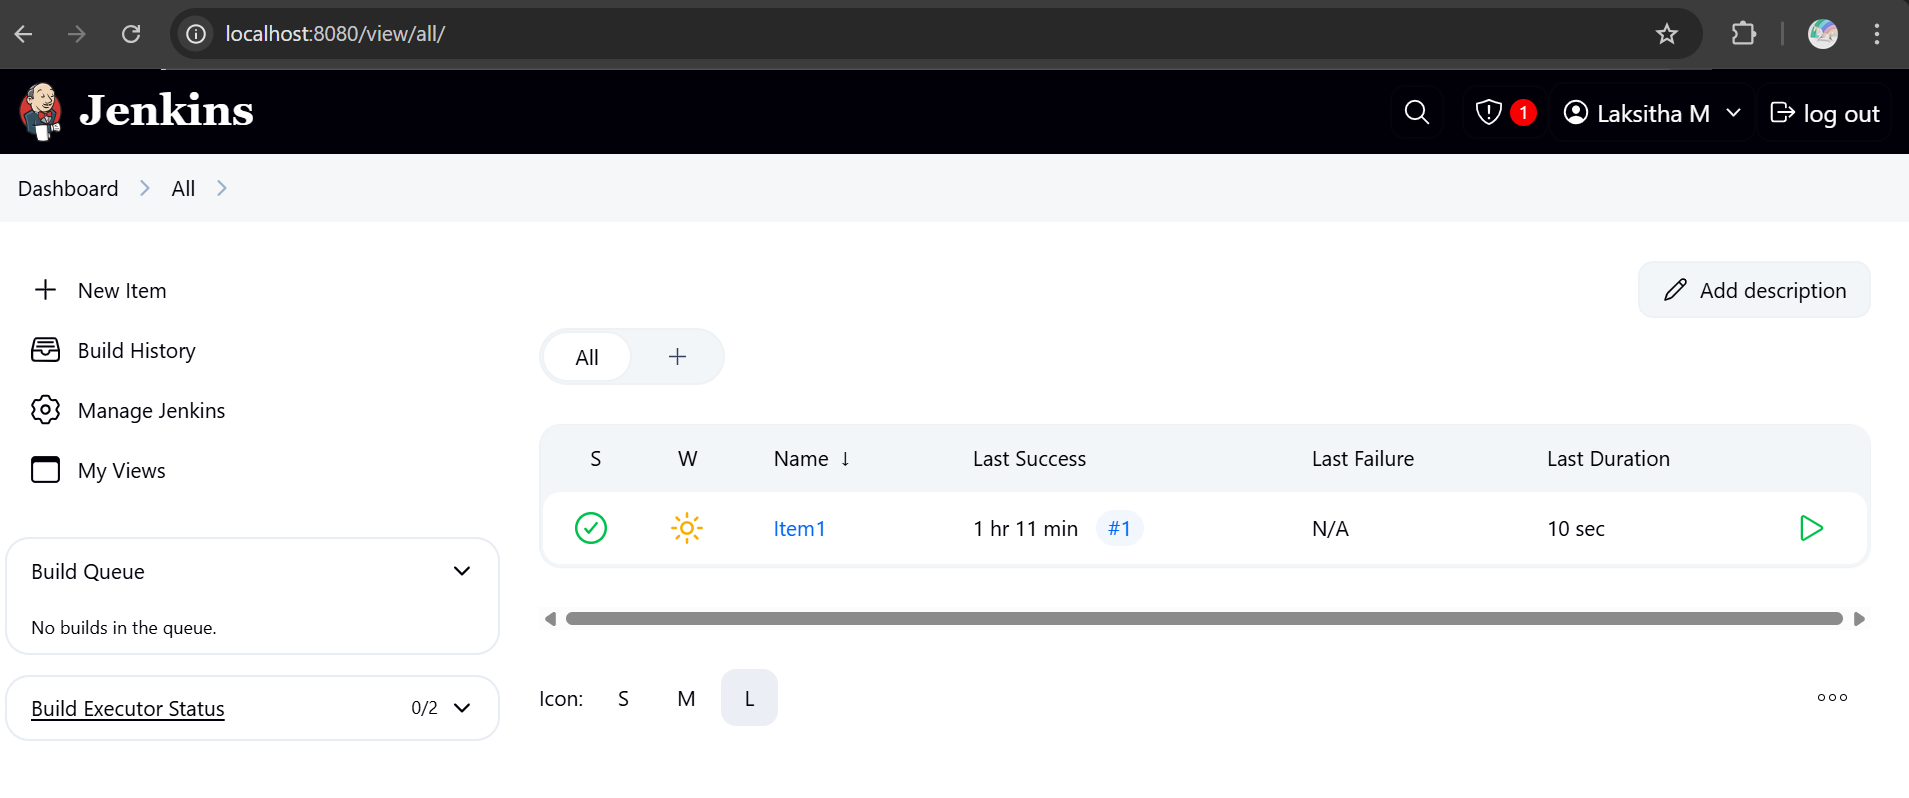 localhost:8080/view/all/
Jenkins
1
Laksitha M
log out
Dashboard
All
New Item
Build History
Manage Jenkins
My Views
Build Queue
No builds in the queue.
Build Executor Status 0/2
Add description
All
S W Name ↓ Last Success Last Failure Last Duration
Item1 1 hr 11 min #1 N/A 10 sec
Icon: S M L